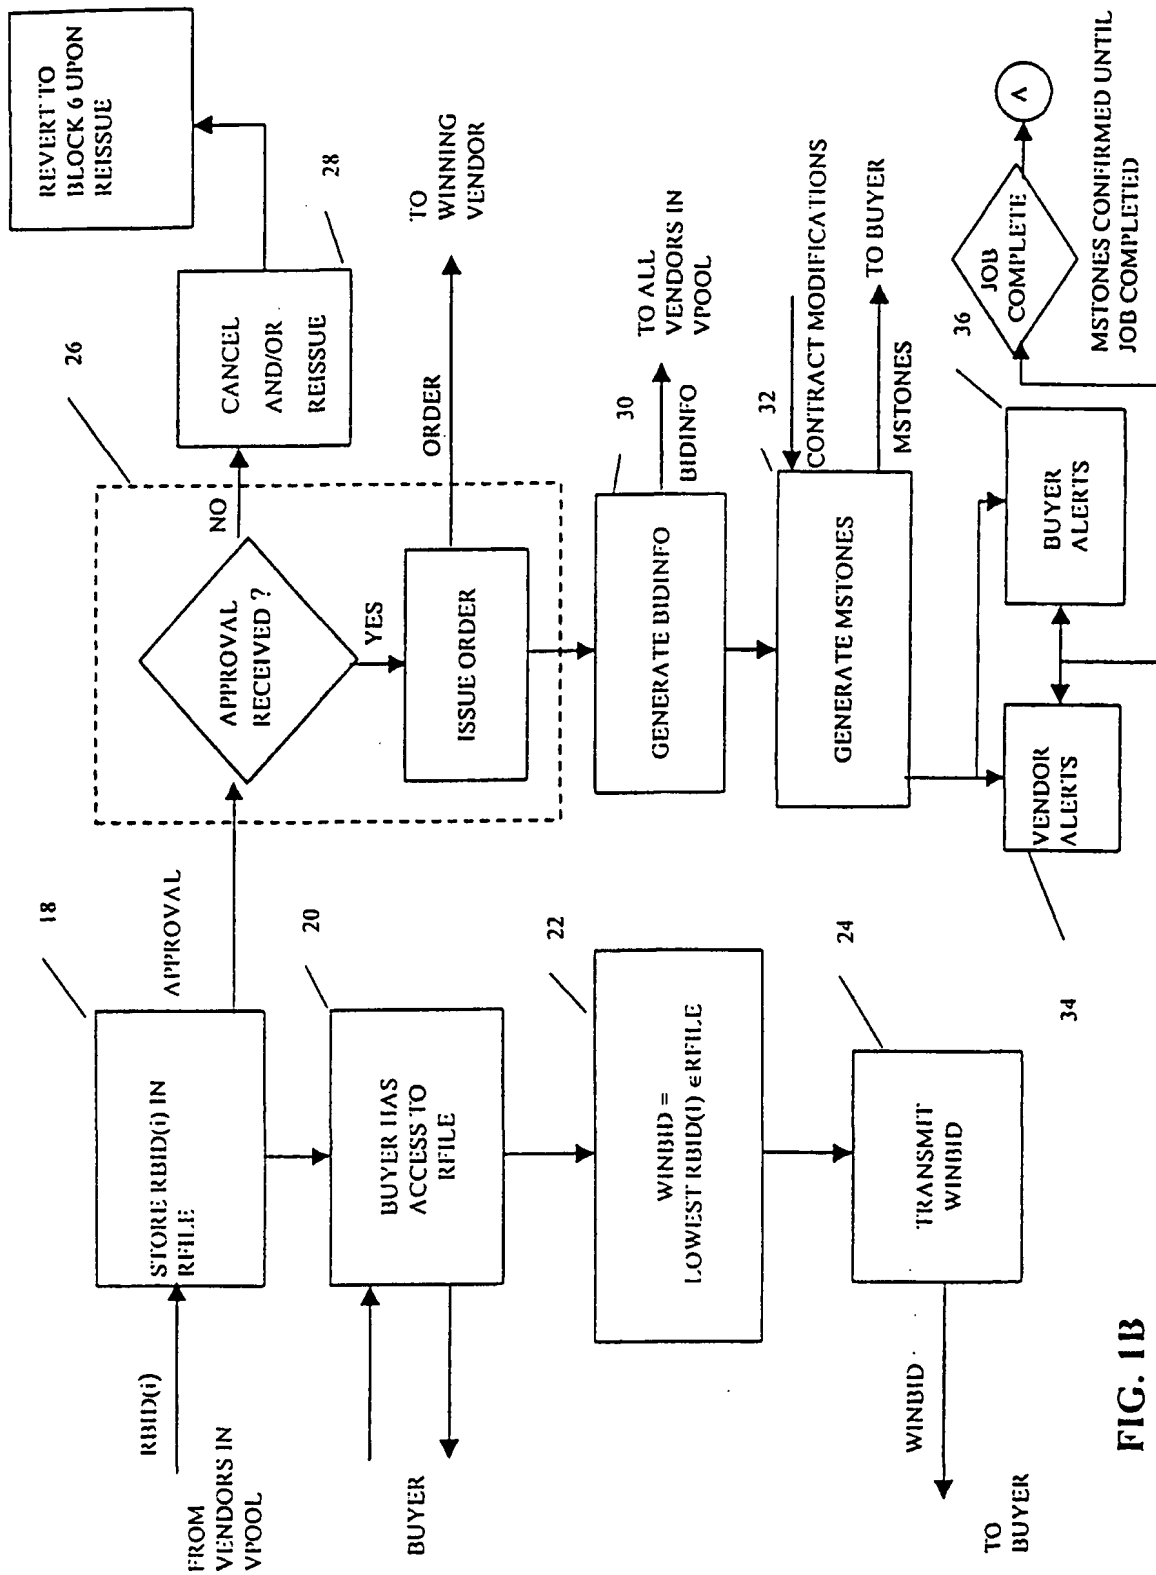 FROM
VENDORS IN
VPOOL
RBID(i)
STORE RBID(i) IN
RFILE
18
APPROVAL
BUYER
BUYER HAS
ACCESS TO
RFILE
20
WINBID =
LOWEST RBID(I) ∈RFILE
22
TRANSMIT
WINBID
24
WINBID
TO
BUYER
APPROVAL
RECEIVED ?
26
NO
YES
CANCEL
AND/OR
REISSUE
28
REVERT TO
BLOCK 6 UPON
REISSUE
ISSUE ORDER
ORDER
TO
WINNING
VENDOR
GENERATE BIDINFO
30
BIDINFO
TO ALL
VENDORS IN
VPOOL
GENERATE MSTONES
32
CONTRACT MODIFICATIONS
MSTONES
TO BUYER
VENDOR
ALERTS
34
BUYER
ALERTS
36
JOB
COMPLETE
A
MSTONES CONFIRMED UNTIL
JOB COMPLETED
FIG. 1B